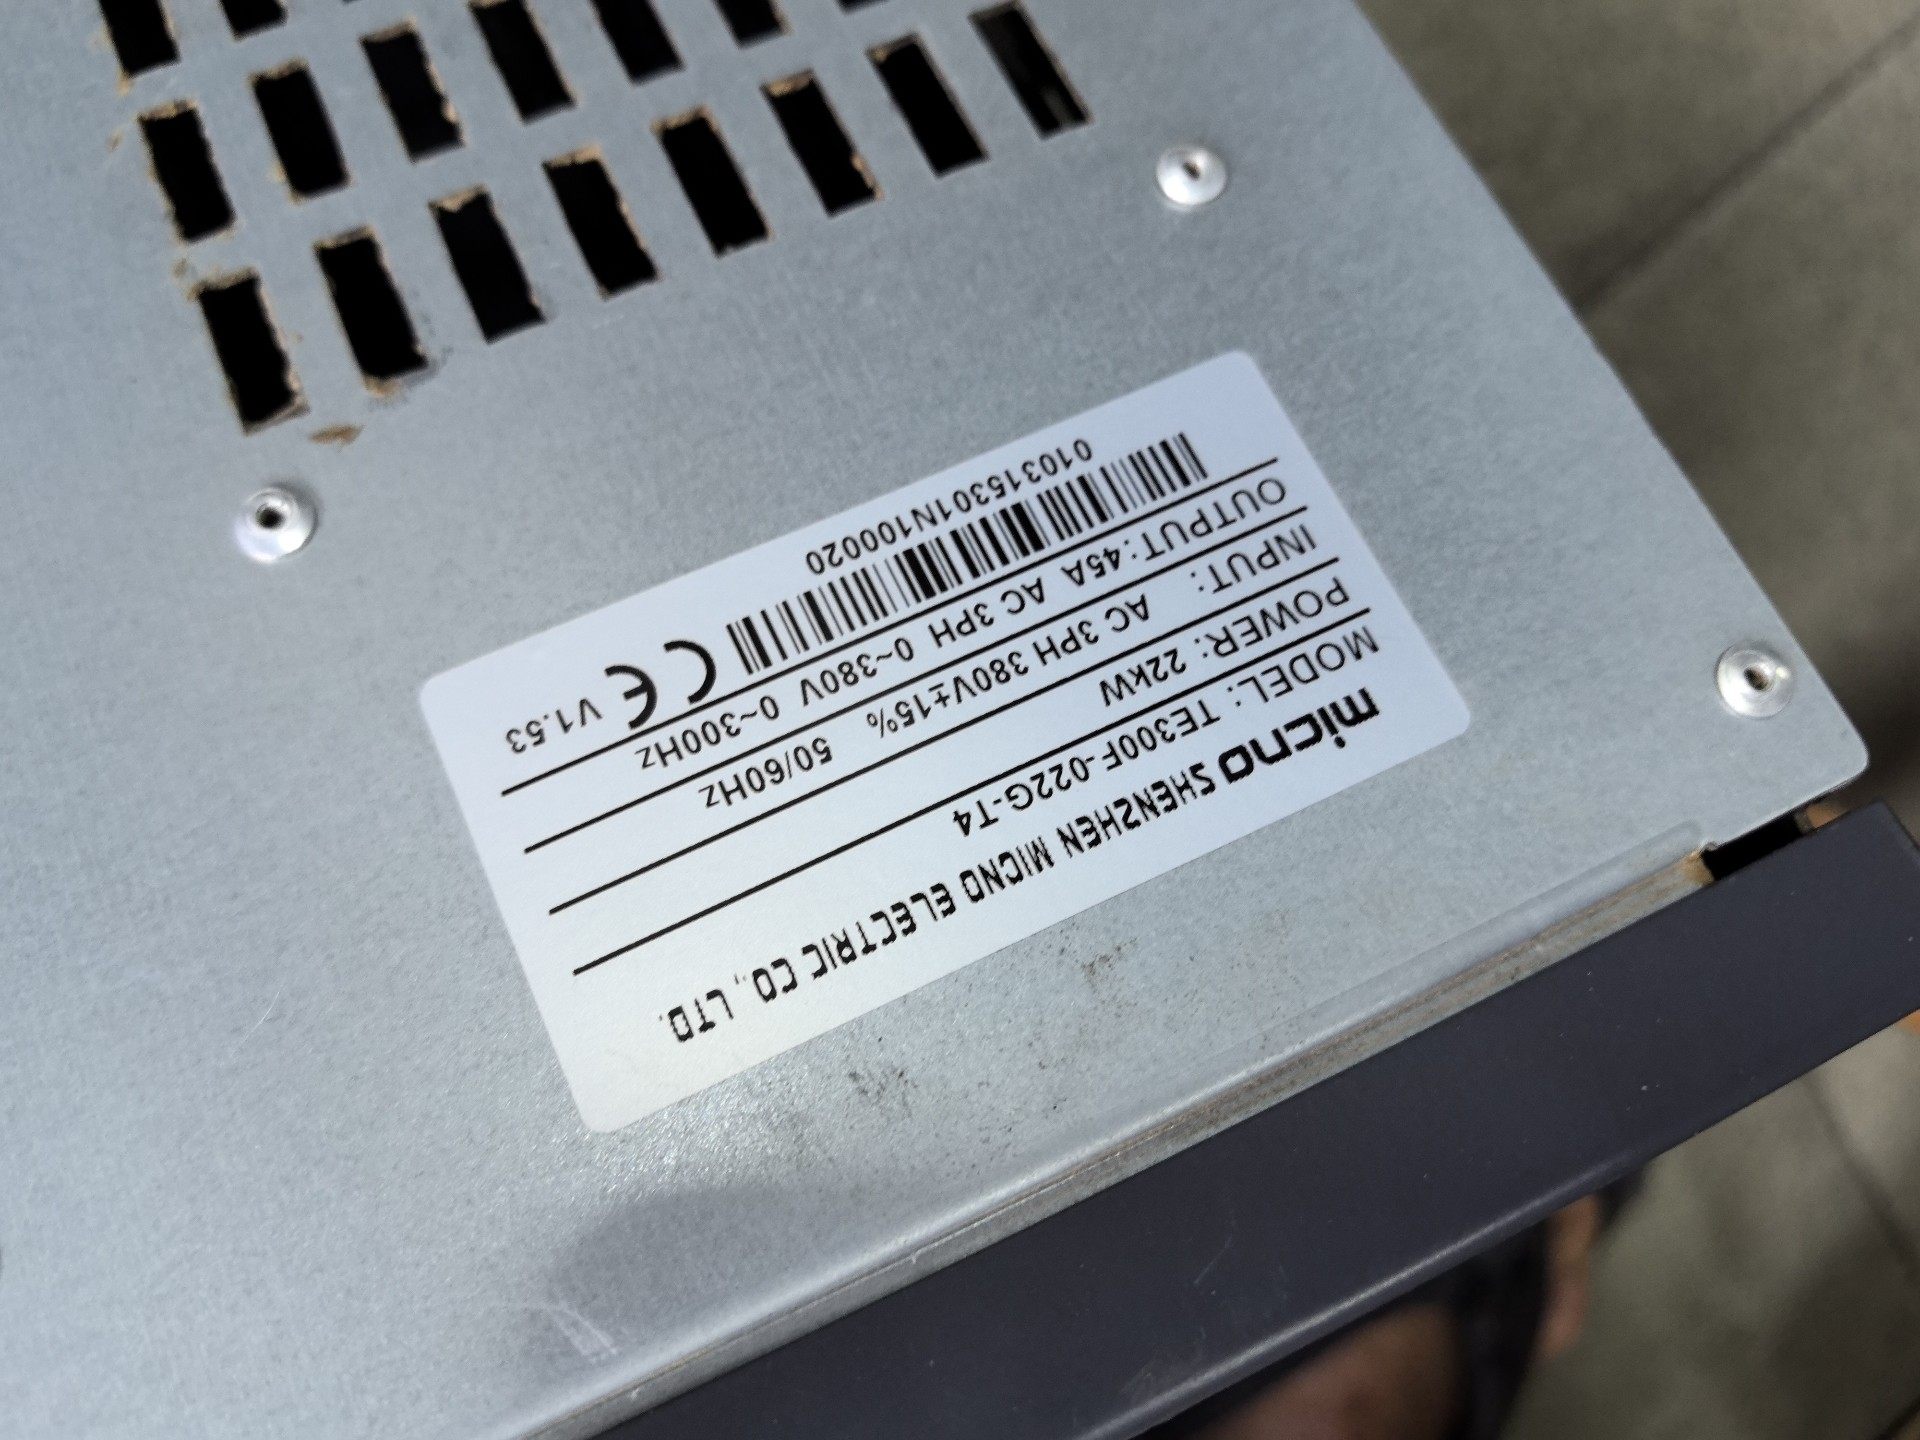 micno SHENZHEN MICNO ELECTRIC CO., LTD.
MODEL: TE300F-022G-T4
POWER: 22kW
INPUT: AC 3PH 380V±15% 50/60Hz
OUTPUT: 45A AC 3PH 0~380V 0~300Hz
CE V1.53
010315301N100020